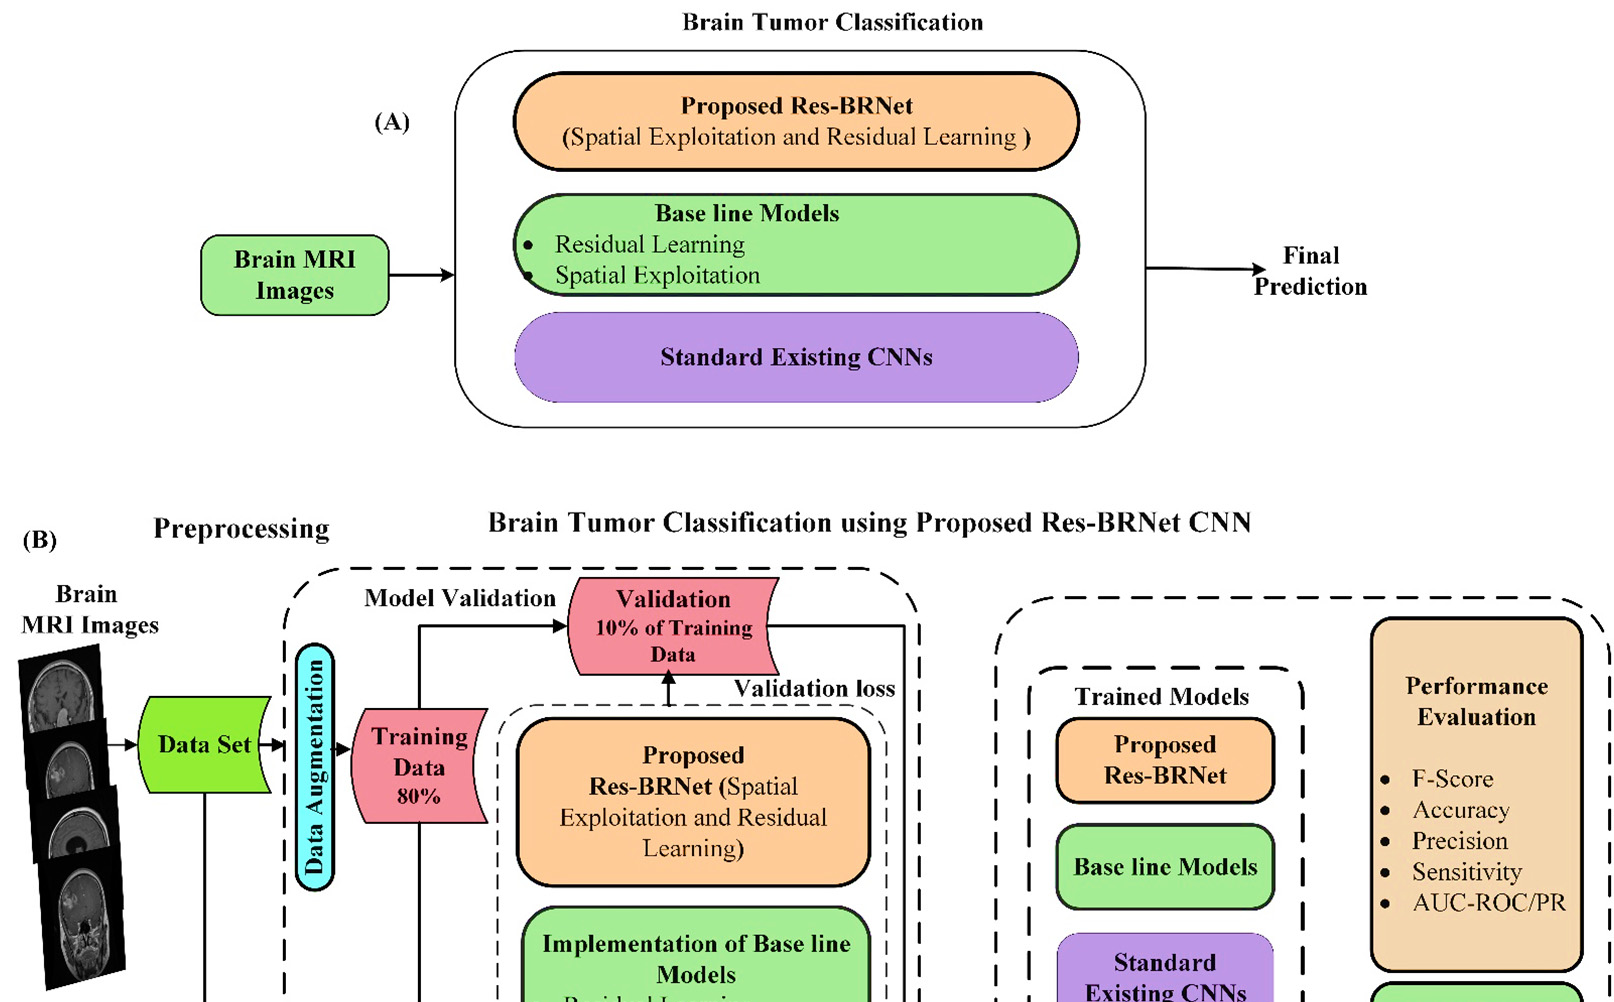 Brain Tumor Classification
(A)
Proposed Res-BRNet
(Spatial Exploitation and Residual Learning )
Base line Models
• Residual Learning
• Spatial Exploitation
Standard Existing CNNs
Brain MRI
Images
Final
Prediction
(B)
Preprocessing
Brain Tumor Classification using Proposed Res-BRNet CNN
Brain
MRI Images
Data Set
Data Augmentation
Model Validation
Training
Data
80%
Validation
10% of Training
Data
Validation loss
Proposed
Res-BRNet (Spatial
Exploitation and Residual
Learning)
Implementation of Base line
Models
Trained Models
Proposed
Res-BRNet
Base line Models
Standard
Existing CNNs
Performance
Evaluation
• F-Score
• Accuracy
• Precision
• Sensitivity
• AUC-ROC/PR